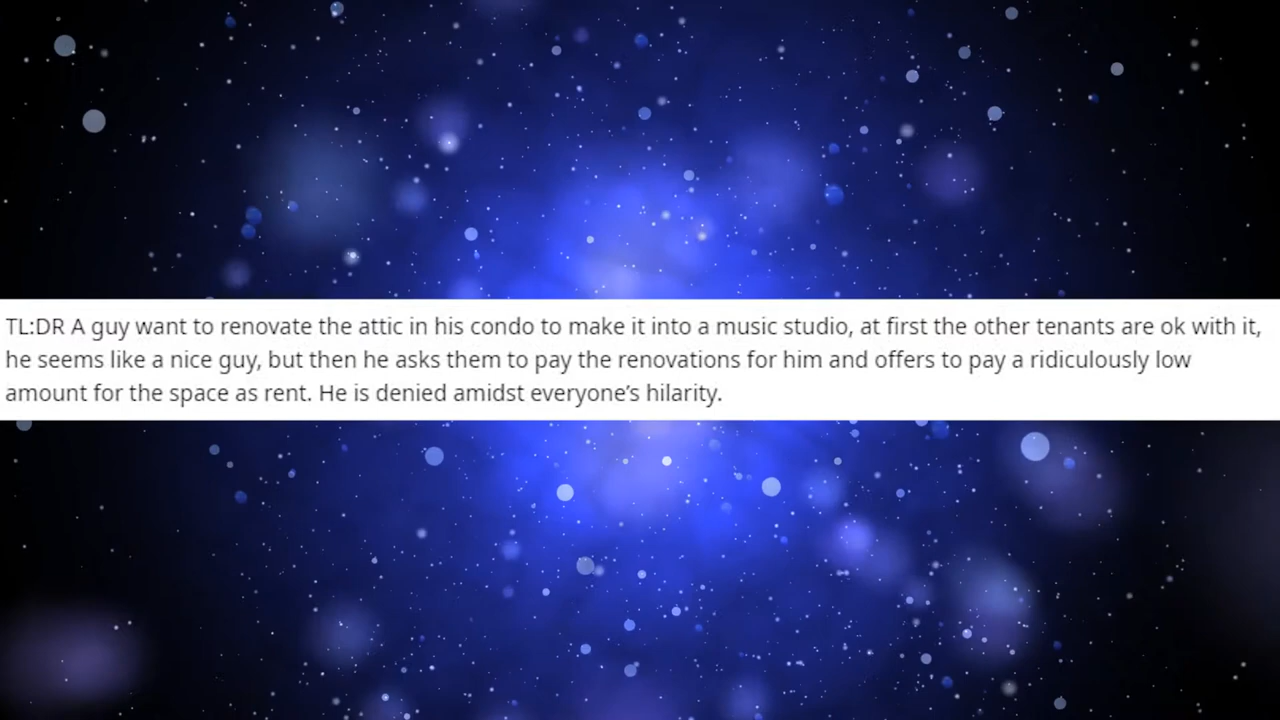 TL:DR A guy want to renovate the attic in his condo to make it into a music studio, at first the other tenants are ok with it,
he seems like a nice guy, but then he asks them to pay the renovations for him and offers to pay a ridiculously low
amount for the space as rent. He is denied amidst everyone’s hilarity.